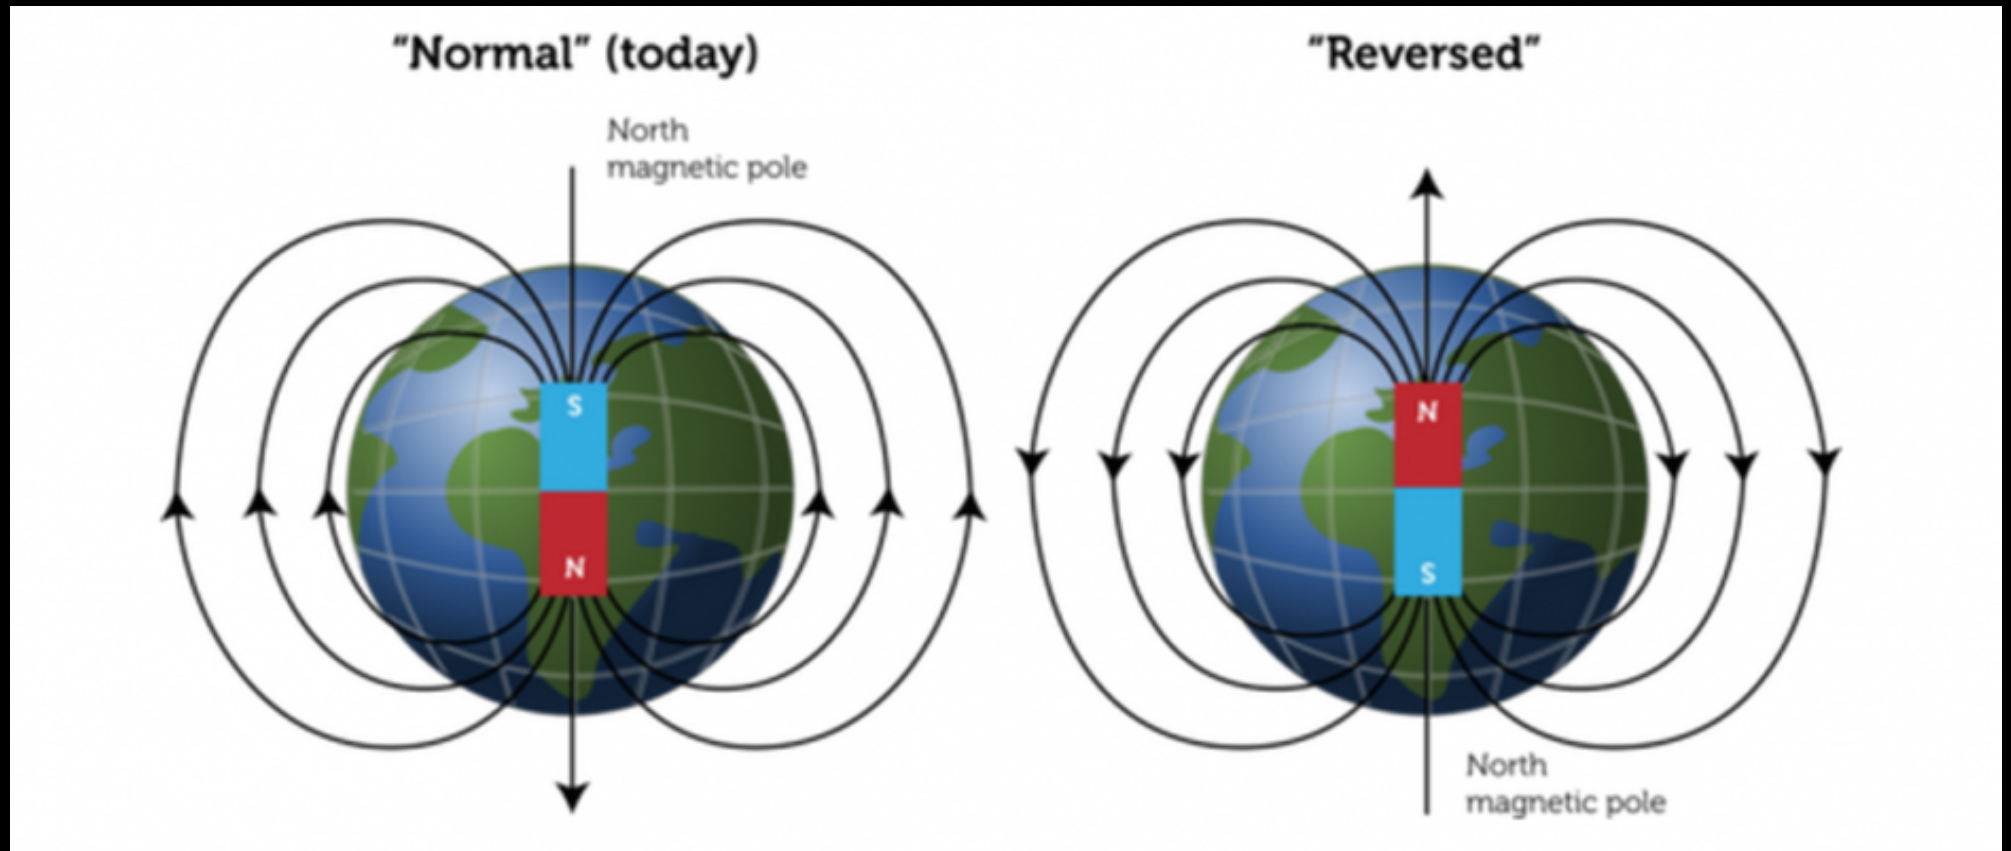 “Normal” (today)
North
magnetic pole
S
N
“Reversed”
N
S
North
magnetic pole